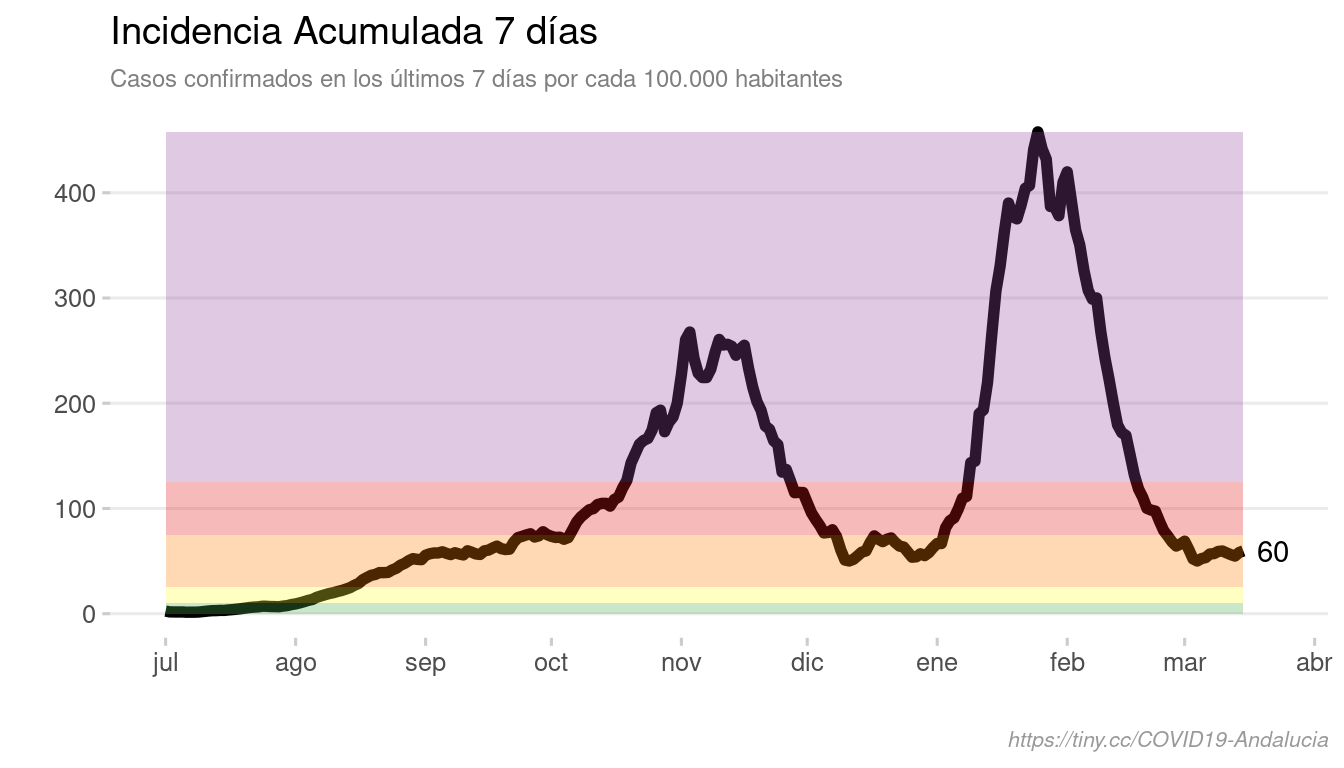 Incidencia Acumulada 7 días
Casos confirmados en los últimos 7 días por cada 100.000 habitantes
400
300
200
100
0
60
jul ago sep oct nov dic ene feb mar abr
https://tiny.cc/COVID19-Andalucia